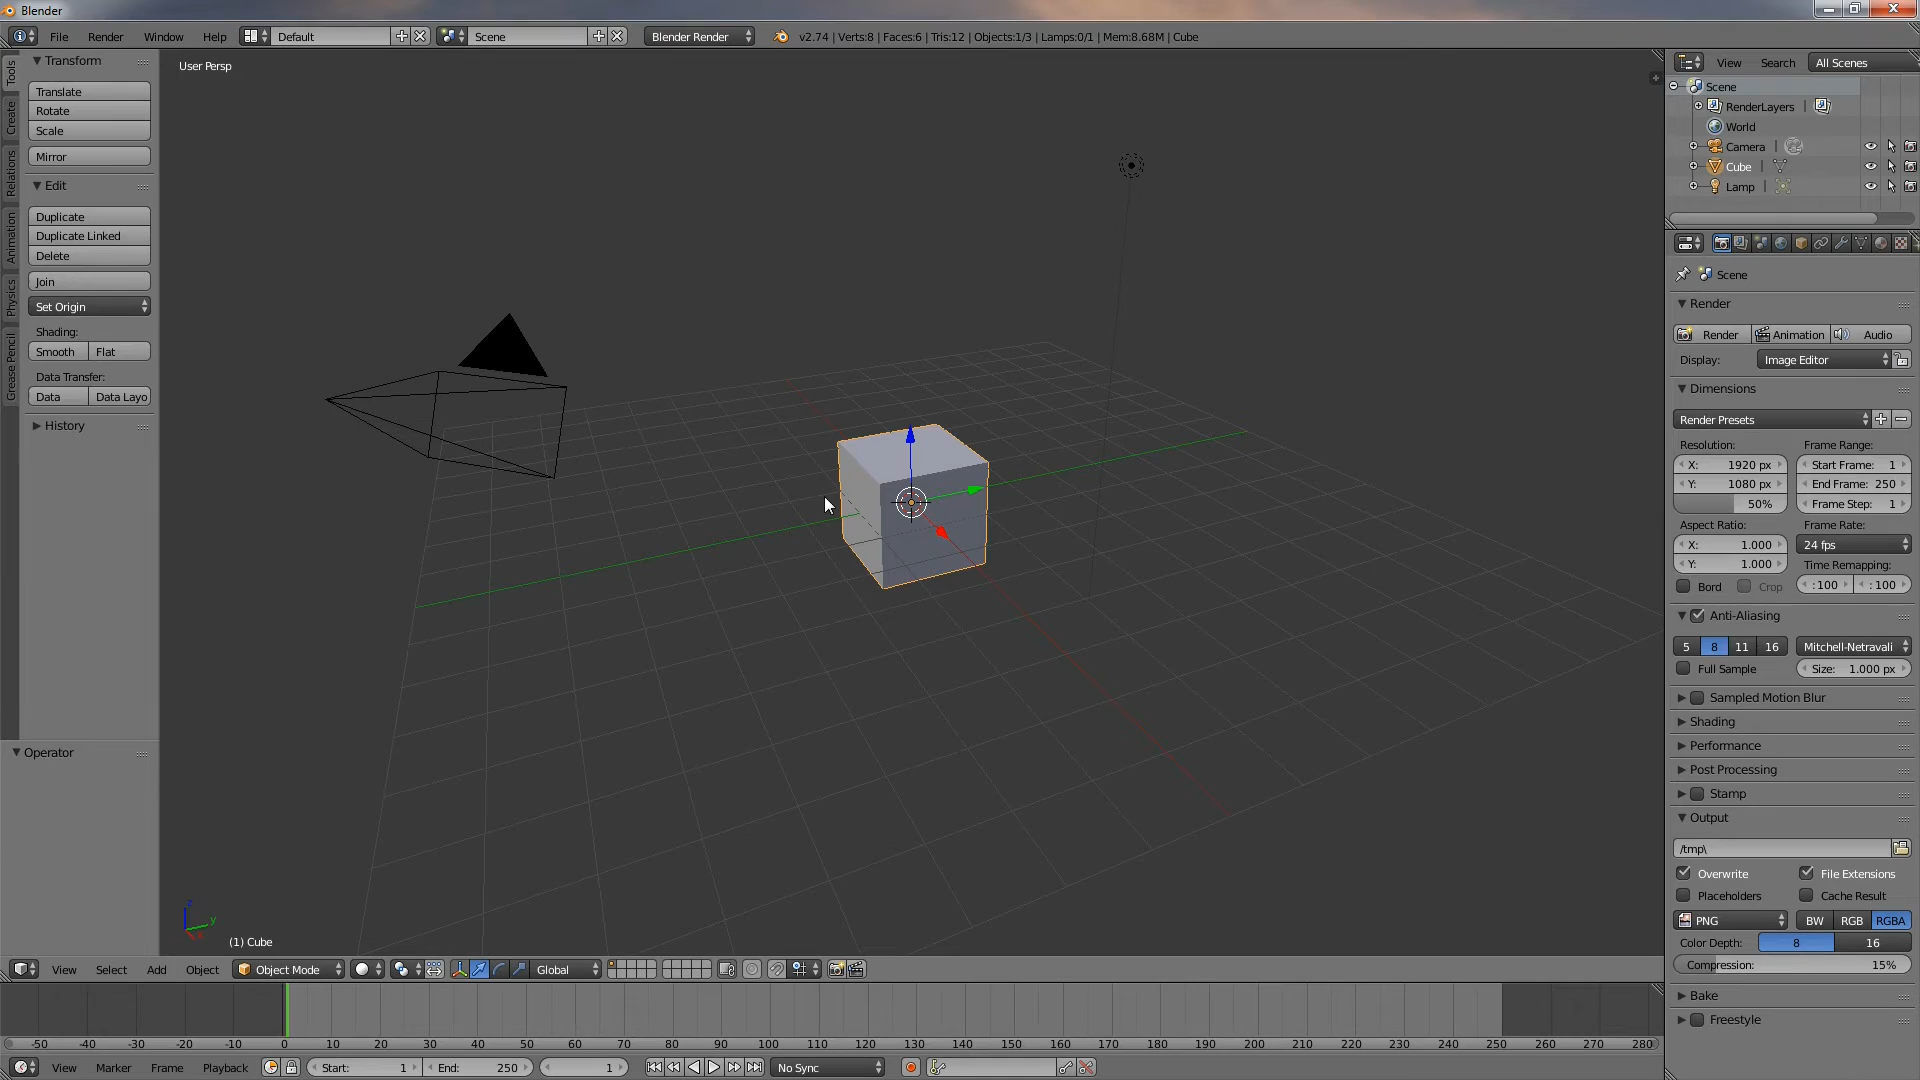 Blender
File Render Window Help Default Scene Blender Render v2.74 | Verts:8 | Faces:6 | Tris:12 | Objects:1/3 | Lamps:0/1 | Mem:8.68M | Cube
Tools
Create
Relations
Animation
Physics
Grease Pencil
Transform
Translate
Rotate
Scale
Mirror
Edit
Duplicate
Duplicate Linked
Delete
Join
Set Origin
Shading:
Smooth Flat
Data Transfer:
Data Data Layo
History
Operator
User Persp
z
y
(1) Cube
View Select Add Object Object Mode Global
-50 -40 -30 -20 -10 0 10 20 30 40 50 60 70 80 90 100 110 120 130 140 150 160 170 180 190 200 210 220 230 240 250 260 270 280
View Marker Frame Playback Start: 1 End: 250 1 No Sync
View Search All Scenes
Scene
RenderLayers |
World
Camera |
Cube |
Lamp |
Scene
Render
Render Animation Audio
Display: Image Editor
Dimensions
Render Presets
Resolution: Frame Range:
X: 1920 px Start Frame: 1
Y: 1080 px End Frame: 250
50% Frame Step: 1
Aspect Ratio: Frame Rate:
X: 1.000 24 fps
Y: 1.000 Time Remapping:
Bord Crop : 100 : 100
Anti-Aliasing
5 8 11 16 Mitchell-Netravali
Full Sample Size: 1.000 px
Sampled Motion Blur
Shading
Performance
Post Processing
Stamp
Output
/tmp\
Overwrite File Extensions
Placeholders Cache Result
PNG BW RGB RGBA
Color Depth: 8 16
Compression: 15%
Bake
Freestyle